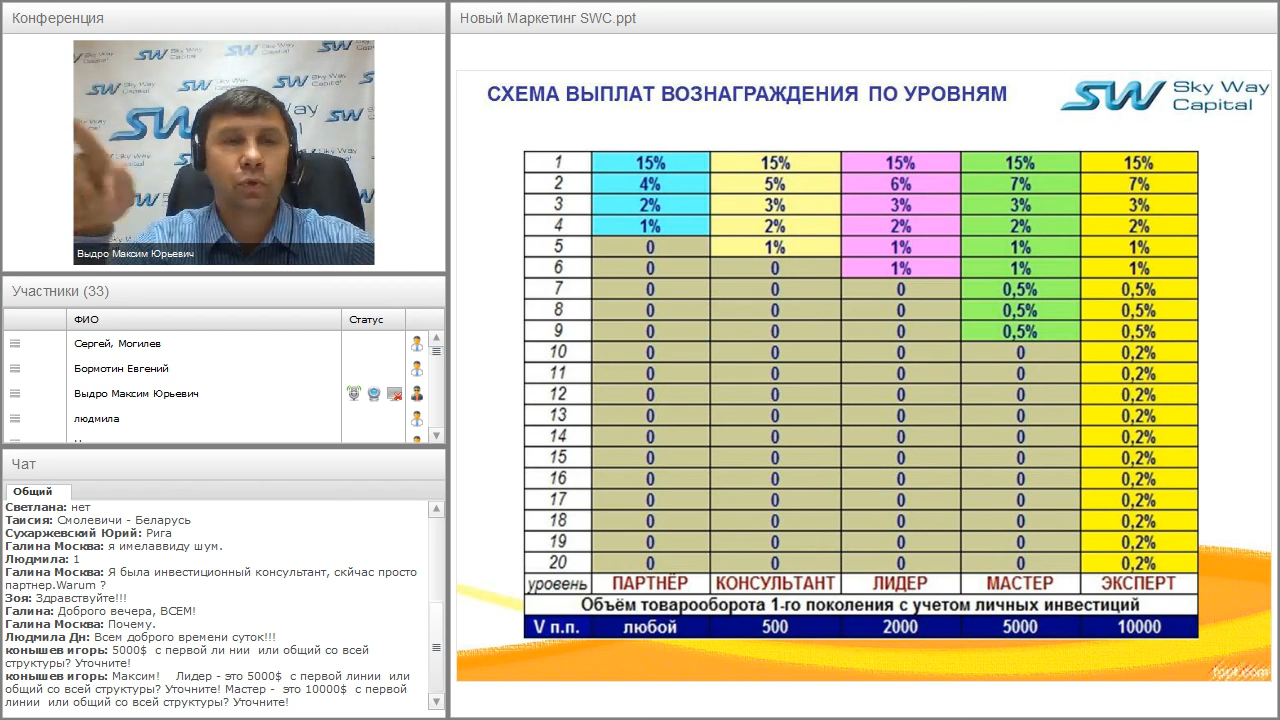 Конференция
Выдро Максим Юрьевич
Участники (33)
ФИО Статус
Сергей, Могилев
Бормотин Евгений
Выдро Максим Юрьевич
людмила
Чат
Общий
Светлана: нет
Таисия: Смолевичи - Беларусь
Сухаржевский Юрий: Рига
Галина Москва: я имелаввиду шум.
Людмила: 1
Галина Москва: Я была инвестиционный консультант, скйчас просто
партнер.Warum ?
Зоя: Здравствуйте!!!
Галина: Доброго вечера, ВСЕМ!
Галина Москва: Почему.
Людмила Дн: Всем доброго времени суток!!!
конышев игорь: 5000$ с первой ли нии или общий со всей
структуры? Уточните!
конышев игорь: Максим! Лидер - это 5000$ с первой линии или
общий со всей структуры? Уточните! Мастер - это 10000$ с первой
линии или общий со всей структуры? Уточните!
Новый Маркетинг SWC.ppt
СХЕМА ВЫПЛАТ ВОЗНАГРАЖДЕНИЯ ПО УРОВНЯМ
SW Sky Way
Capital
1 15% 15% 15% 15% 15%
2 4% 5% 6% 7% 7%
3 2% 3% 3% 3% 3%
4 1% 2% 2% 2% 2%
5 0 1% 1% 1% 1%
6 0 0 1% 1% 1%
7 0 0 0 0,5% 0,5%
8 0 0 0 0,5% 0,5%
9 0 0 0 0,5% 0,5%
10 0 0 0 0 0,2%
11 0 0 0 0 0,2%
12 0 0 0 0 0,2%
13 0 0 0 0 0,2%
14 0 0 0 0 0,2%
15 0 0 0 0 0,2%
16 0 0 0 0 0,2%
17 0 0 0 0 0,2%
18 0 0 0 0 0,2%
19 0 0 0 0 0,2%
20 0 0 0 0 0,2%
уровень ПАРТНЁР КОНСУЛЬТАНТ ЛИДЕР МАСТЕР ЭКСПЕРТ
Объём товарооборота 1-го поколения с учетом личных инвестиций
V п.п. любой 500 2000 5000 10000